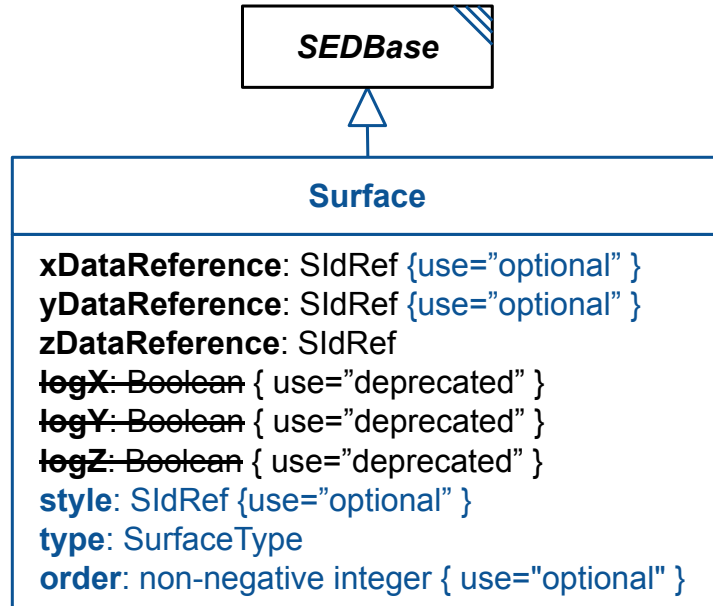 SEDBase
Surface
xDataReference: SIdRef {use=”optional” }
yDataReference: SIdRef {use=”optional” }
zDataReference: SIdRef
logX: Boolean { use=”deprecated” }
logY: Boolean { use=”deprecated” }
logZ: Boolean { use=”deprecated” }
style: SIdRef {use=”optional” }
type: SurfaceType
order: non-negative integer { use="optional" }